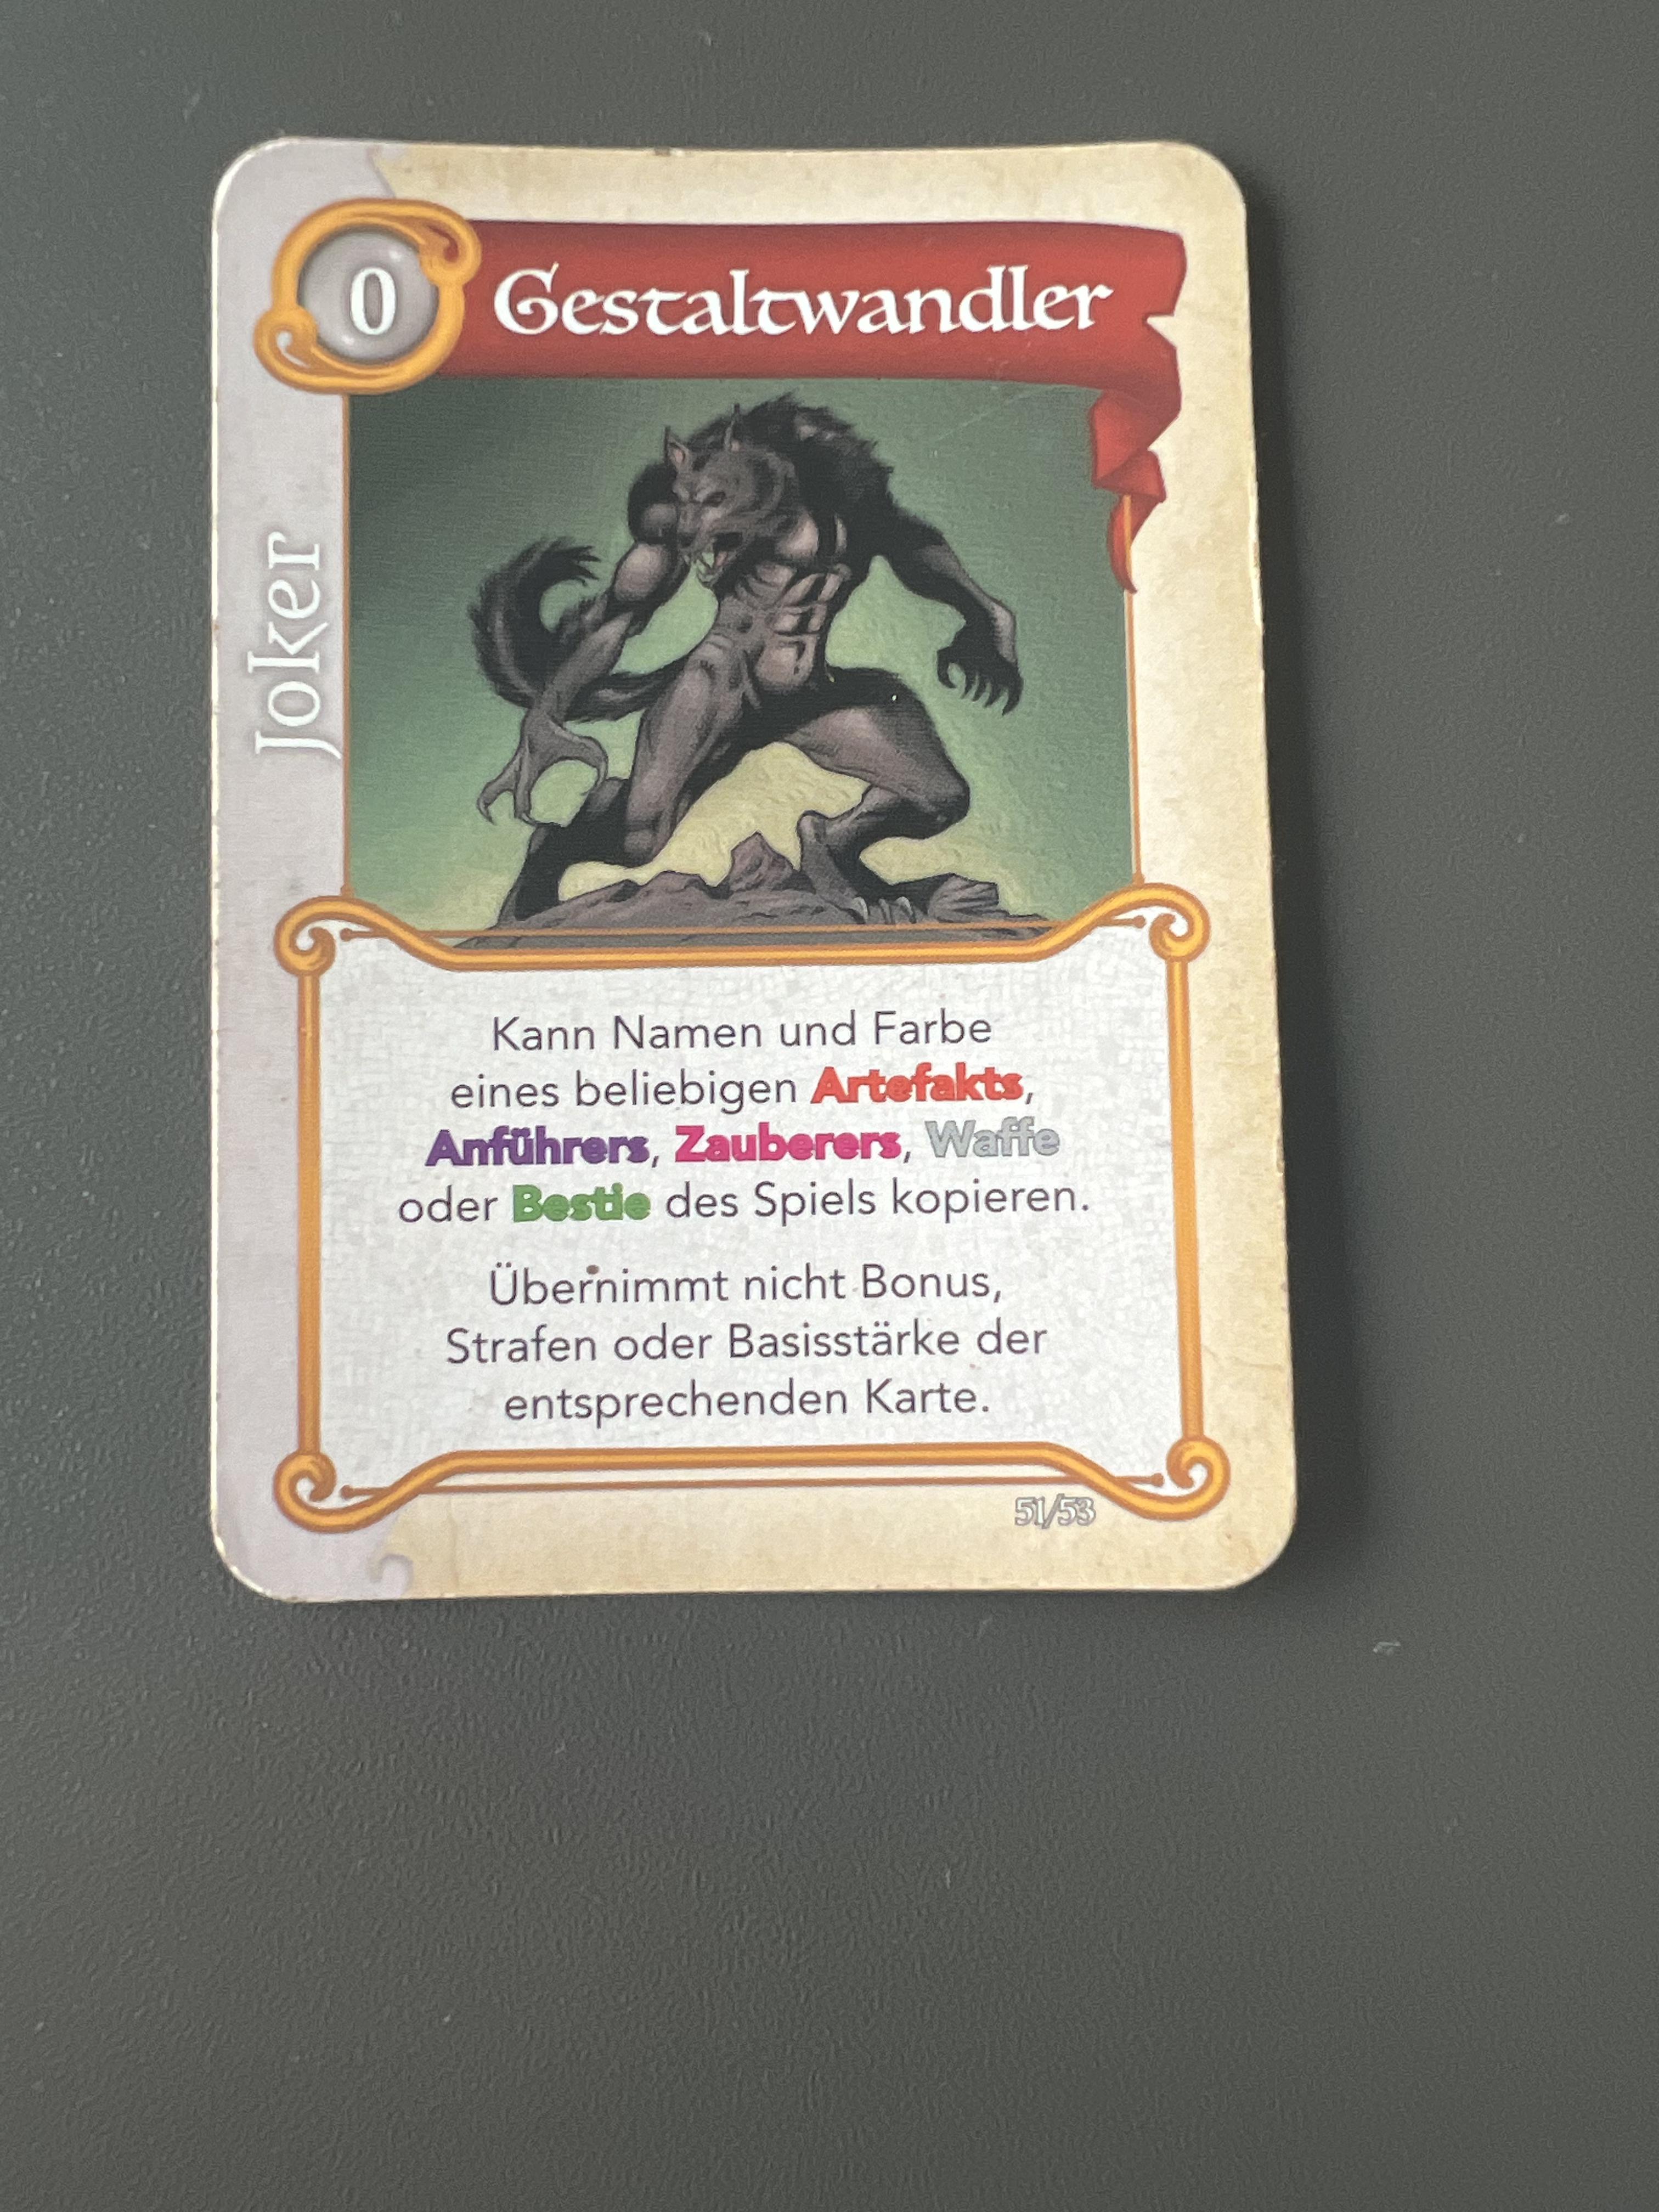 0
Gestaltwandler
Joker
Kann Namen und Farbe
eines beliebigen Artefakts,
Anführers, Zauberers, Waffe
oder Bestie des Spiels kopieren.
Übernimmt nicht Bonus,
Strafen oder Basisstärke der
entsprechenden Karte.
51/53